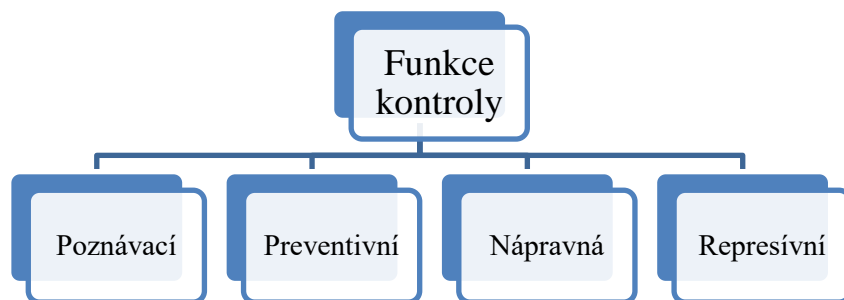 Funkce
kontroly
Poznávací
Preventivní
Nápravná
Represívní